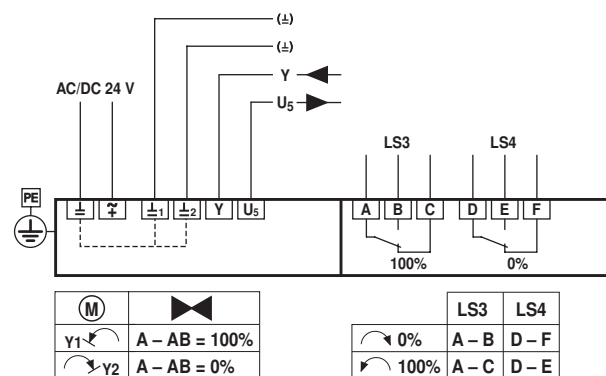 (⊥)
(⊥)
Y
AC/DC 24 V
U5
LS3 LS4
PE
⊥ ~ ⊥1 ⊥2 Y U5 A B C D E F
100% 0%
M
Y1 A – AB = 100%
Y2 A – AB = 0%
LS3 LS4
0% A – B D – F
100% A – C D – E